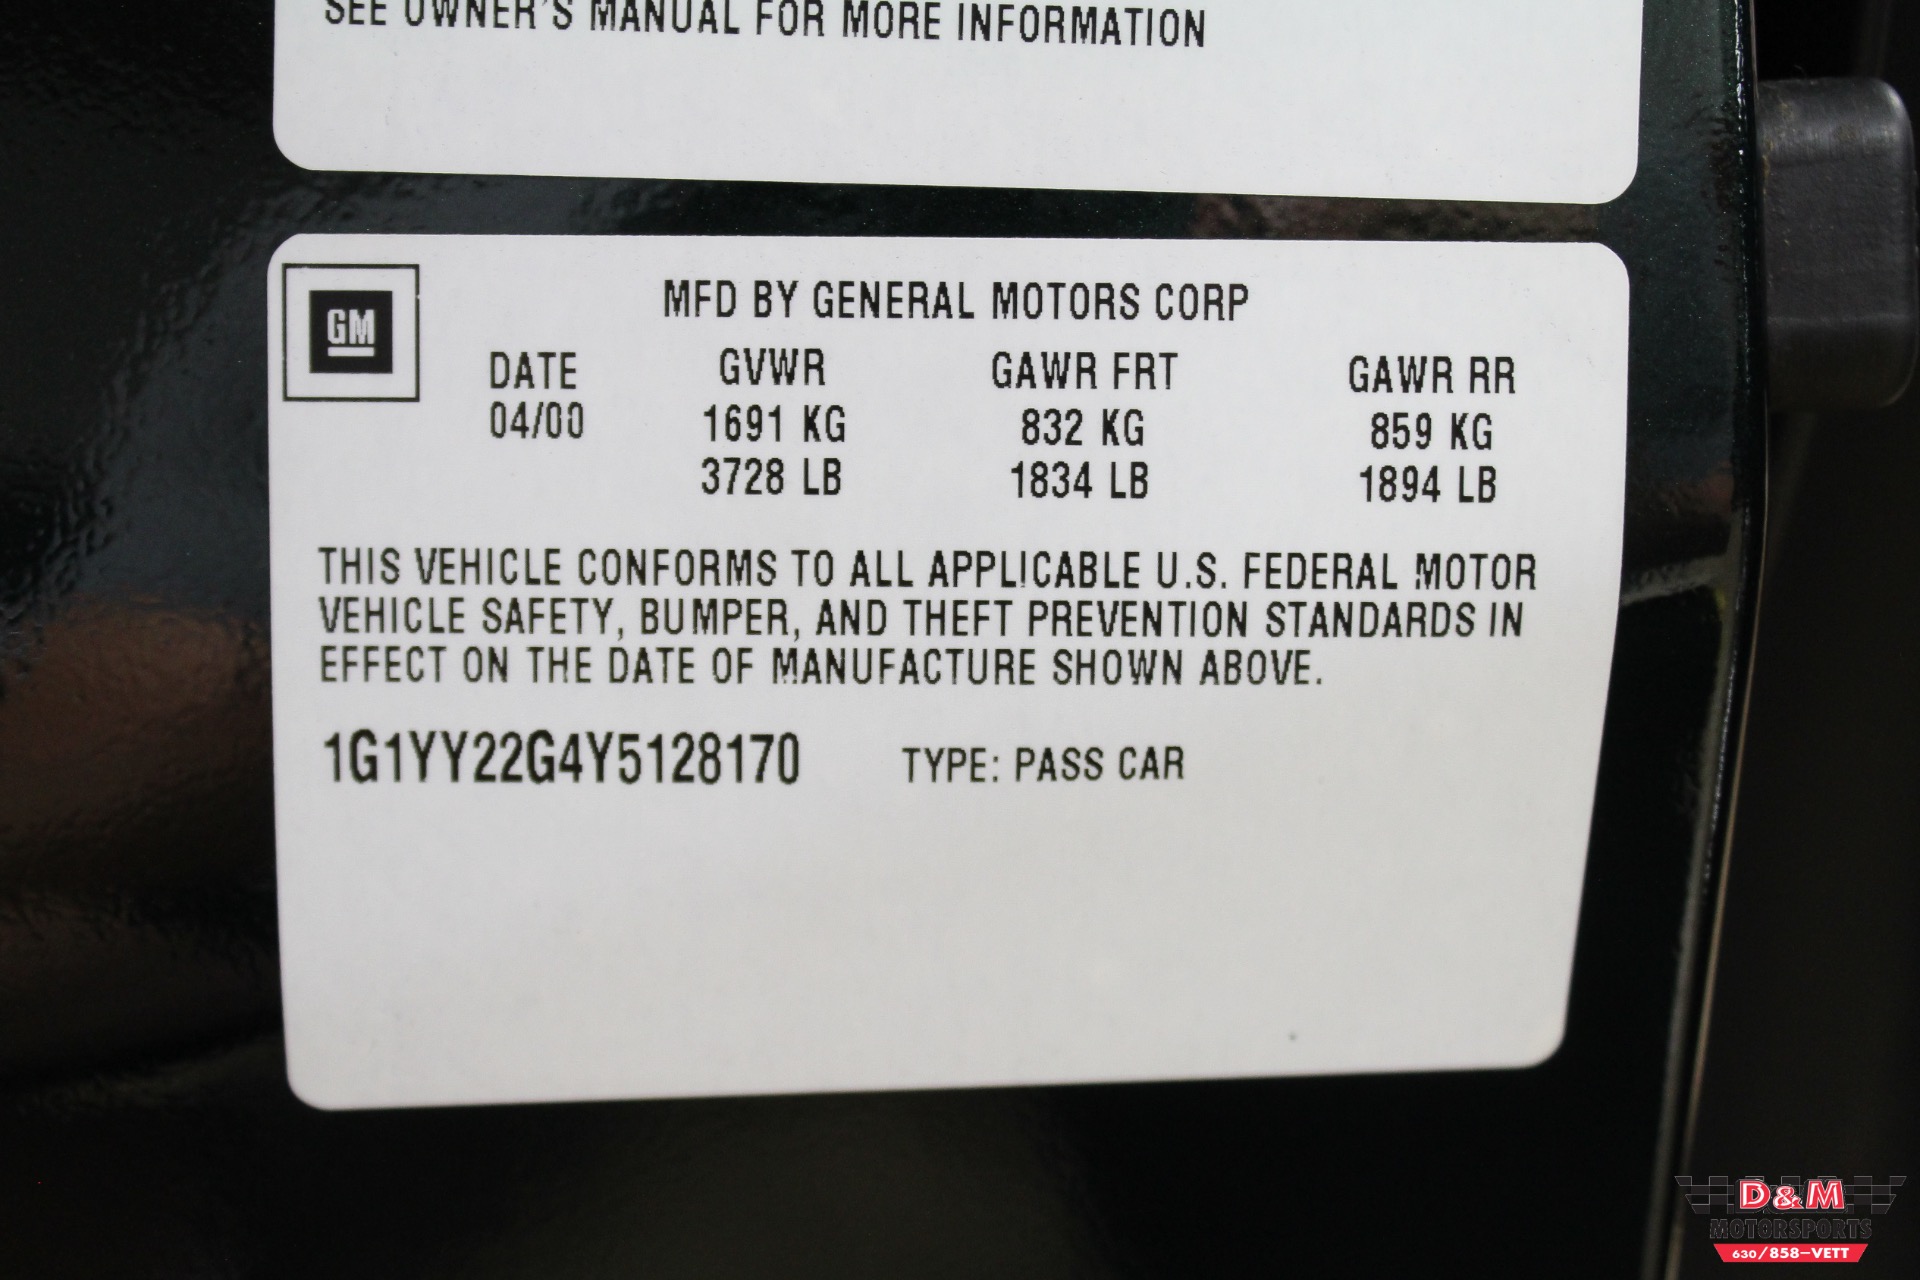 SEE OWNER'S MANUAL FOR MORE INFORMATION
GM
MFD BY GENERAL MOTORS CORP
DATE GVWR GAWR FRT GAWR RR
04/00 1691 KG 832 KG 859 KG
3728 LB 1834 LB 1894 LB
THIS VEHICLE CONFORMS TO ALL APPLICABLE U.S. FEDERAL MOTOR
VEHICLE SAFETY, BUMPER, AND THEFT PREVENTION STANDARDS IN
EFFECT ON THE DATE OF MANUFACTURE SHOWN ABOVE.
1G1YY22G4Y5128170 TYPE: PASS CAR
D&M
MOTORSPORTS
630/858-VETT